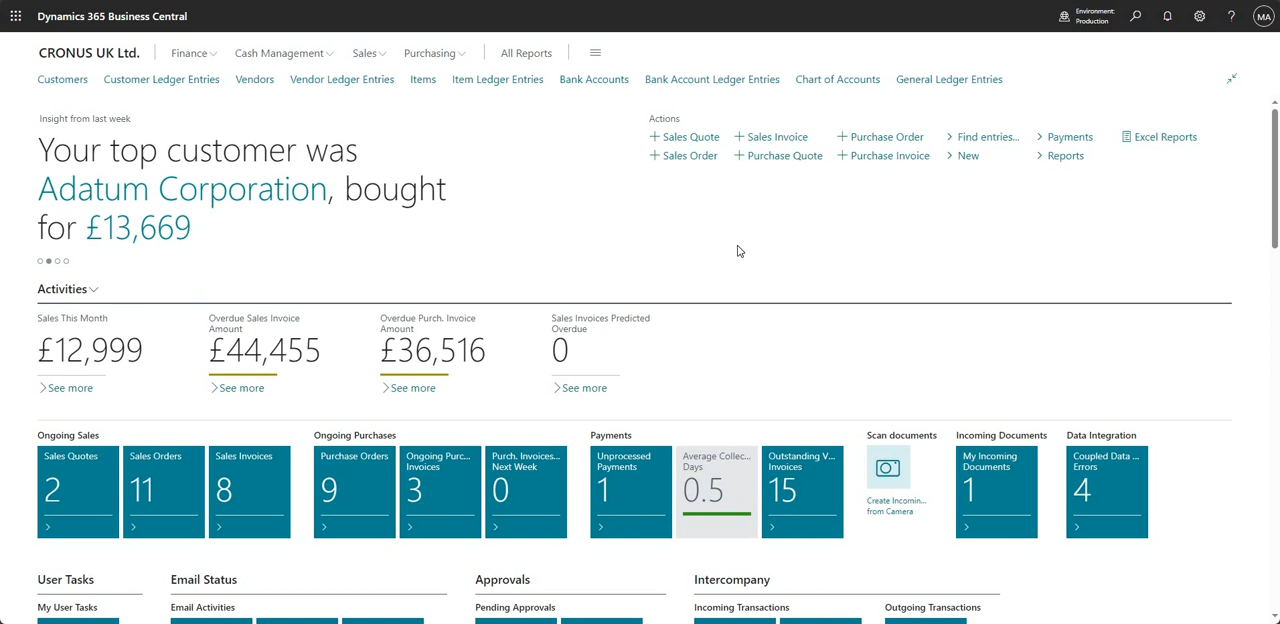 Dynamics 365 Business Central
Environment:
Production
?
MA
CRONUS UK Ltd.
Finance
Cash Management
Sales
Purchasing
All Reports
Customers
Customer Ledger Entries
Vendors
Vendor Ledger Entries
Items
Item Ledger Entries
Bank Accounts
Bank Account Ledger Entries
Chart of Accounts
General Ledger Entries
Insight from last week
Your top customer was
Adatum Corporation, bought
for £13,669
Actions
+ Sales Quote
+ Sales Invoice
+ Purchase Order
> Find entries...
> Payments
Excel Reports
+ Sales Order
+ Purchase Quote
+ Purchase Invoice
> New
> Reports
Activities
Sales This Month
£12,999
> See more
Overdue Sales Invoice
Amount
£44,455
> See more
Overdue Purch. Invoice
Amount
£36,516
> See more
Sales Invoices Predicted
Overdue
0
> See more
Ongoing Sales
Sales Quotes
2
>
Sales Orders
11
>
Sales Invoices
8
>
Ongoing Purchases
Purchase Orders
9
>
Ongoing Purc...
Invoices
3
>
Purch. Invoices...
Next Week
0
>
Payments
Unprocessed
Payments
1
>
Average Collec...
Days
0.5
Outstanding V...
Invoices
15
>
Scan documents
Create Incomin...
from Camera
Incoming Documents
My Incoming
Documents
1
>
Data Integration
Coupled Data ...
Errors
4
>
User Tasks
My User Tasks
Email Status
Email Activities
Approvals
Pending Approvals
Intercompany
Incoming Transactions
Outgoing Transactions